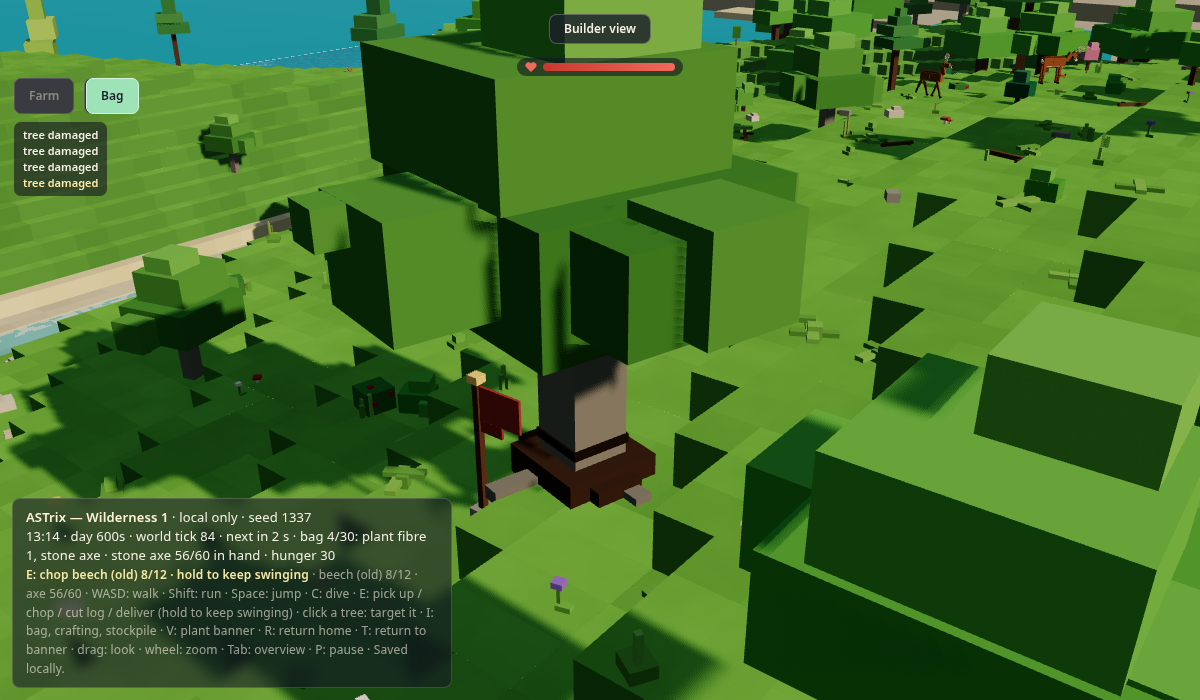 Builder view
Farm
Bag
tree damaged
tree damaged
tree damaged
tree damaged
ASTrix — Wilderness 1 · local only · seed 1337
13:14 · day 600s · world tick 84 · next in 2 s · bag 4/30: plant fibre
1, stone axe · stone axe 56/60 in hand · hunger 30
E: chop beech (old) 8/12 · hold to keep swinging · beech (old) 8/12 ·
axe 56/60 · WASD: walk · Shift: run · Space: jump · C: dive · E: pick up /
chop / cut log / deliver (hold to keep swinging) · click a tree: target it · I:
bag, crafting, stockpile · V: plant banner · R: return home · T: return to
banner · drag: look · wheel: zoom · Tab: overview · P: pause · Saved
locally.